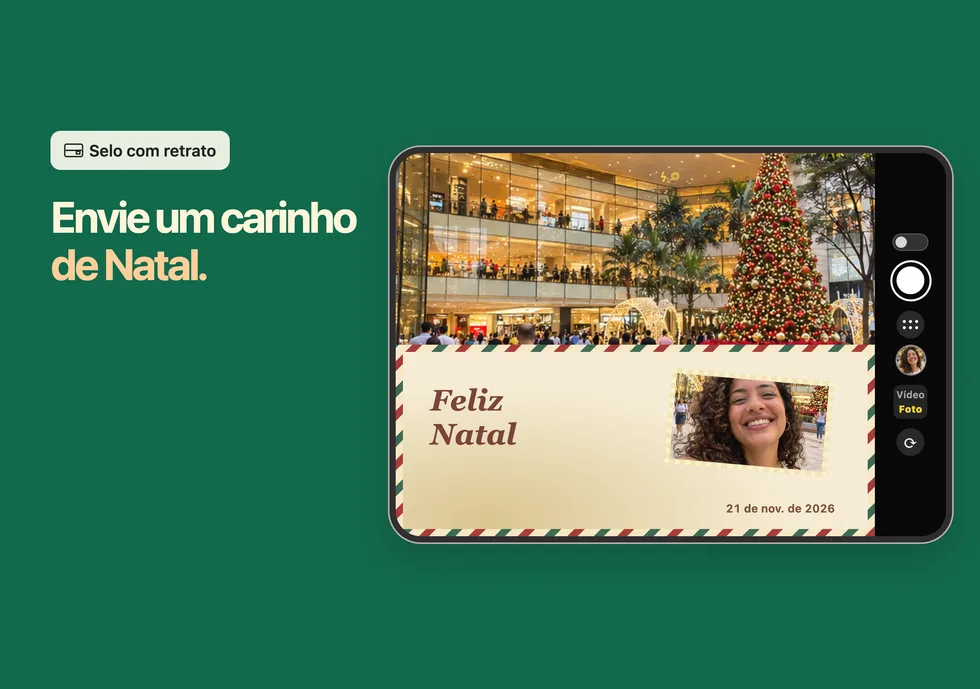 Selo com retrato
Envie um carinho
de Natal.
Feliz
Natal
21 de nov. de 2026
Vídeo
Foto